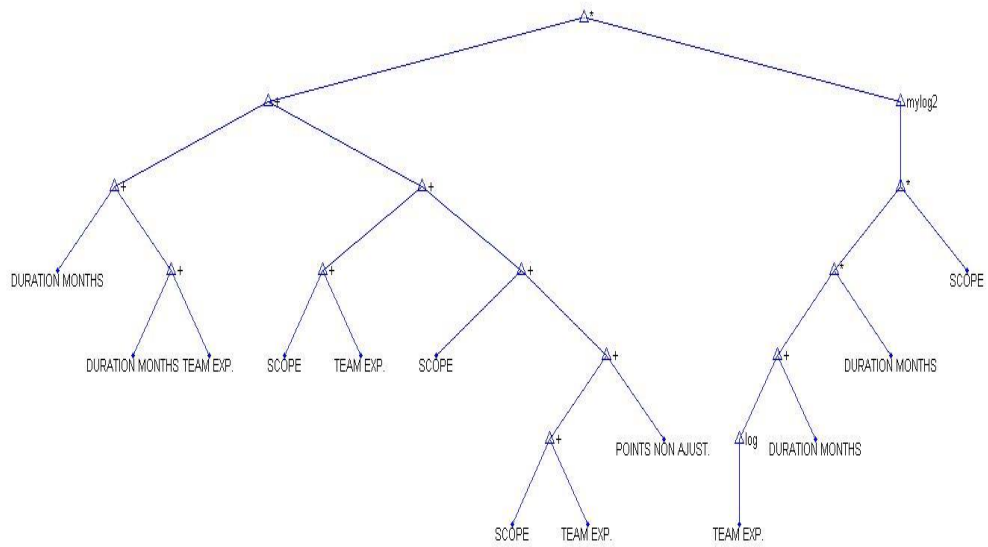 *
+ mylog2
+ + *
DURATION MONTHS + + + * SCOPE
DURATION MONTHS TEAM EXP. SCOPE TEAM EXP. SCOPE + + DURATION MONTHS
+ POINTS NON AJUST. log DURATION MONTHS
SCOPE TEAM EXP. TEAM EXP.